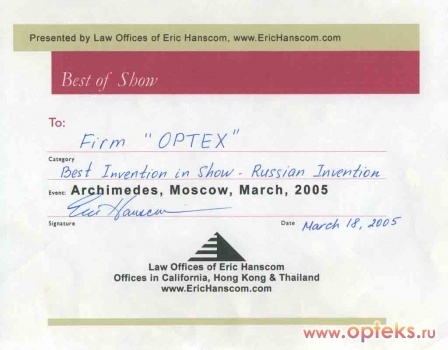 Presented by Law Offices of Eric Hanscom, www.EricHanscom.com
Best of Show
To:
Firm "OPTEX"
Category
Best Invention in Show - Russian Invention
Event: Archimedes, Moscow, March, 2005
Eric Hanscom
Signature
Date March 18, 2005
Law Offices of Eric Hanscom
Offices in California, Hong Kong & Thailand
www.EricHanscom.com
www.opteks.ru